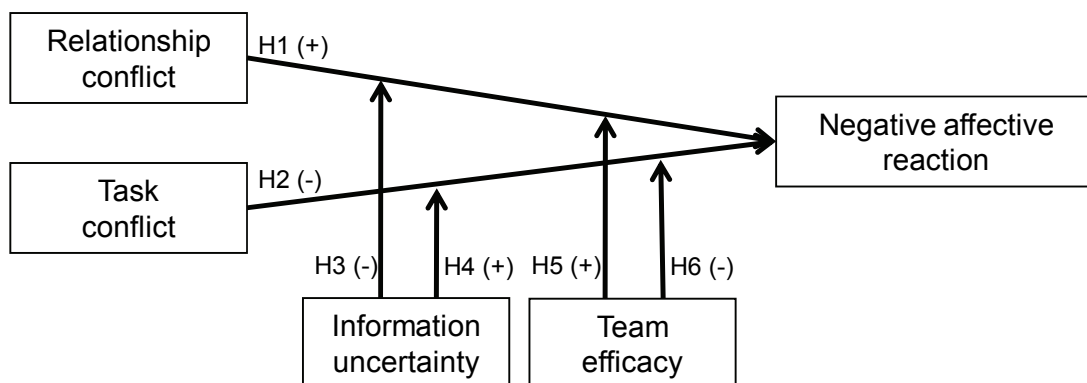 Relationship
conflict
H1 (+)
Negative affective
reaction
Task
conflict
H2 (-)
H3 (-)
H4 (+)
H5 (+)
H6 (-)
Information
uncertainty
Team
efficacy